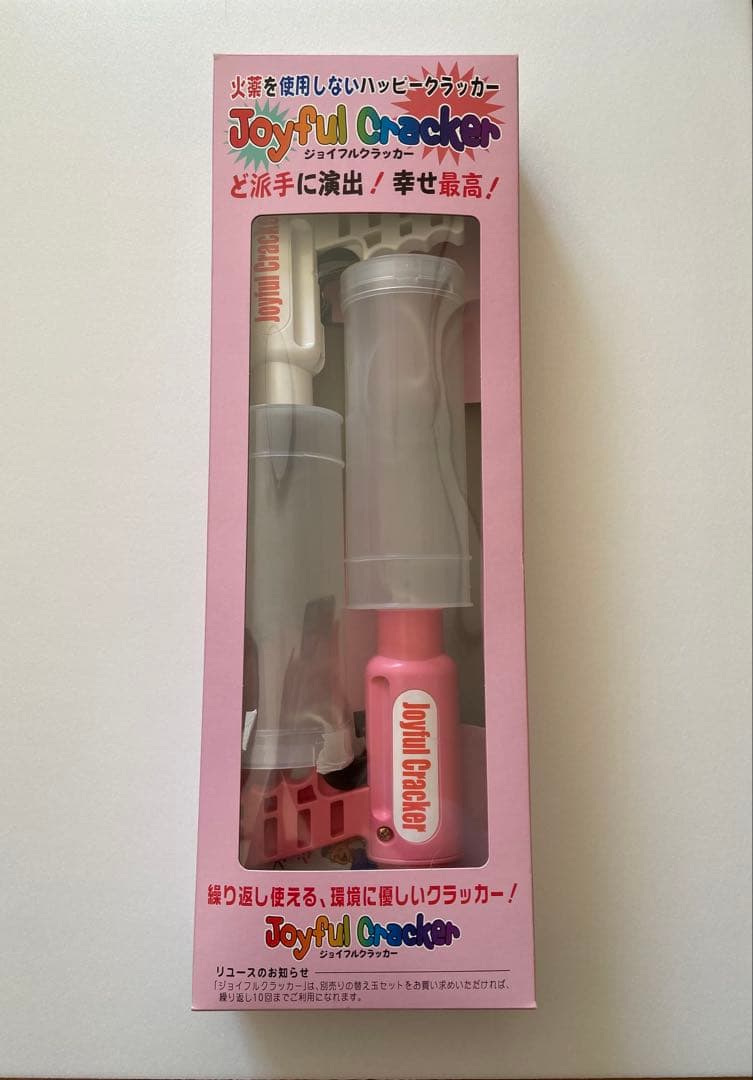 火薬を使用しないハッピークラッカー
Joyful Cracker
ジョイフルクラッカー
ど派手に演出！幸せ最高！
Joyful Cracke
Joyful Cracker
繰り返し使える、環境に優しいクラッカー！
Joyful Cracker
ジョイフルクラッカー
リユースのお知らせ
「ジョイフルクラッカー」は、別売りの替え玉セットをお買い求めいただければ、
繰り返し10回までご利用になれます。